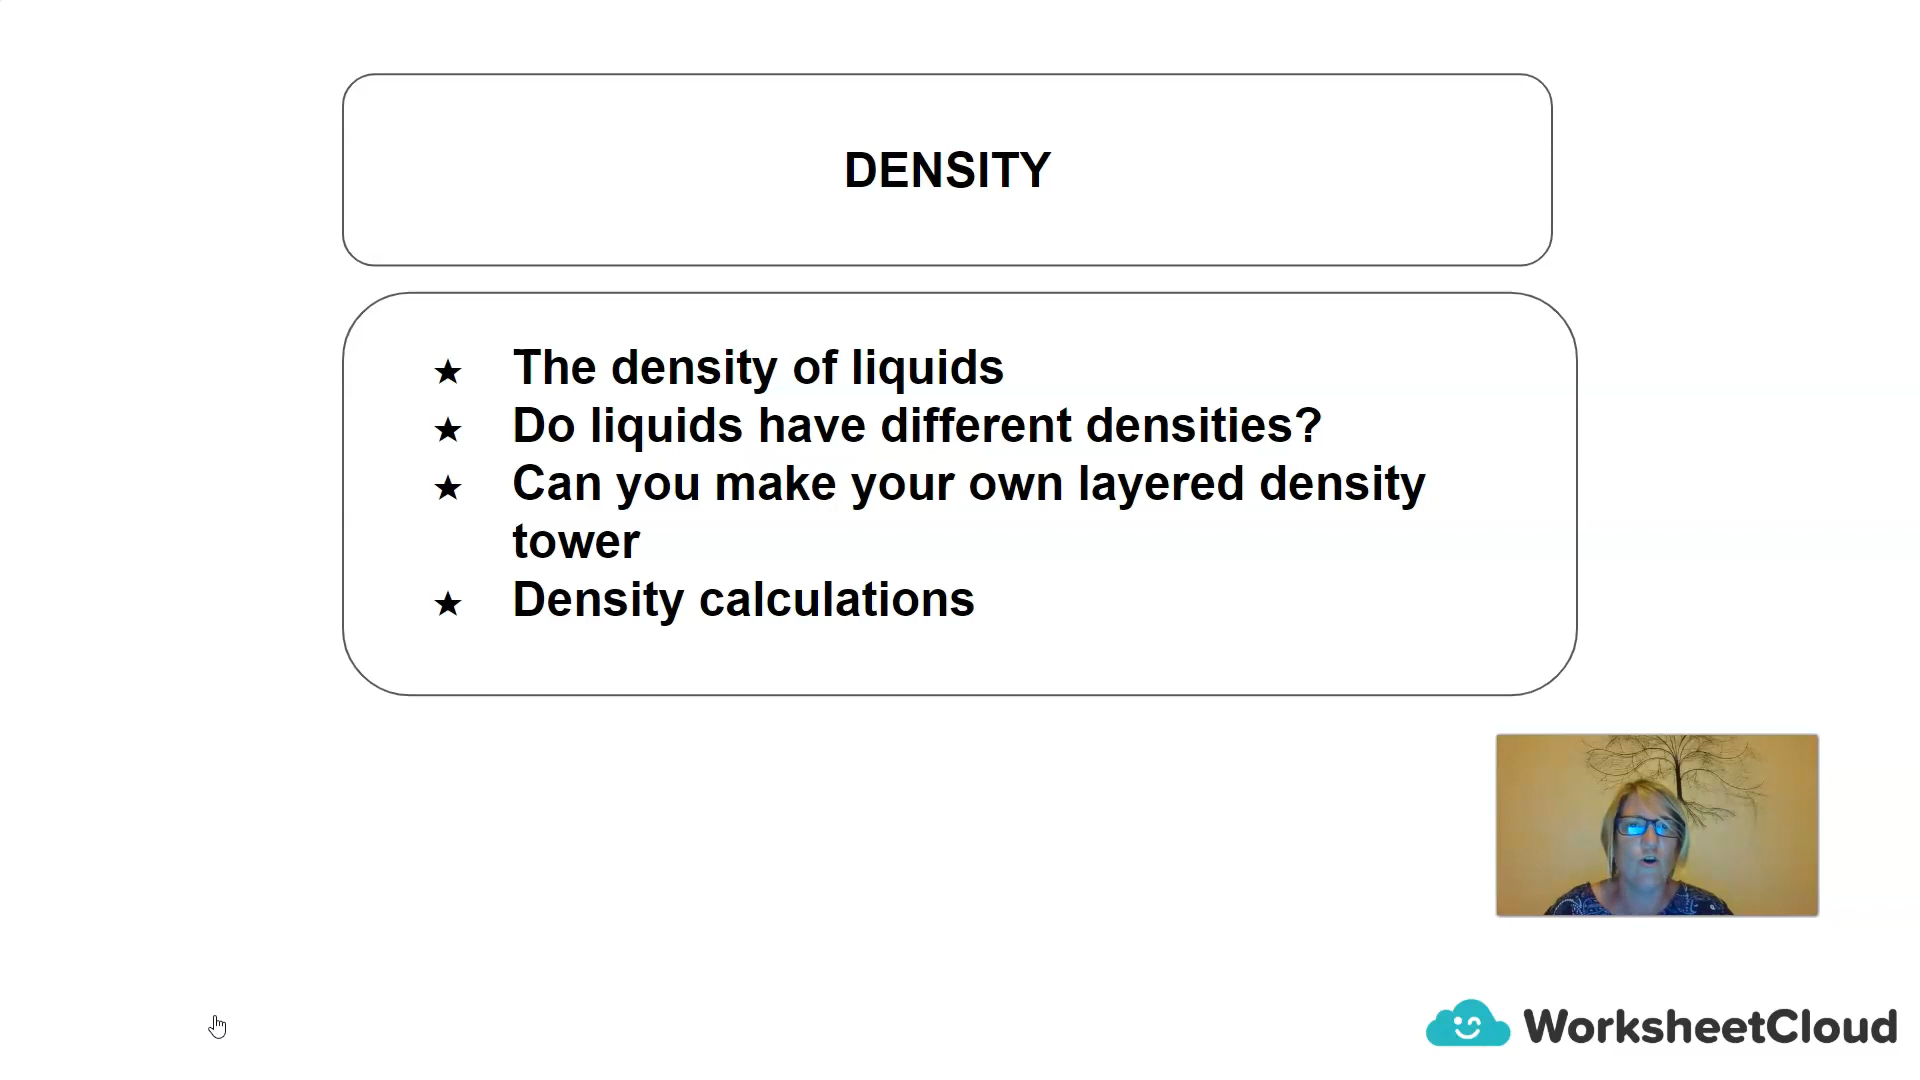 DENSITY
★ The density of liquids
★ Do liquids have different densities?
★ Can you make your own layered density
tower
★ Density calculations
WorksheetCloud